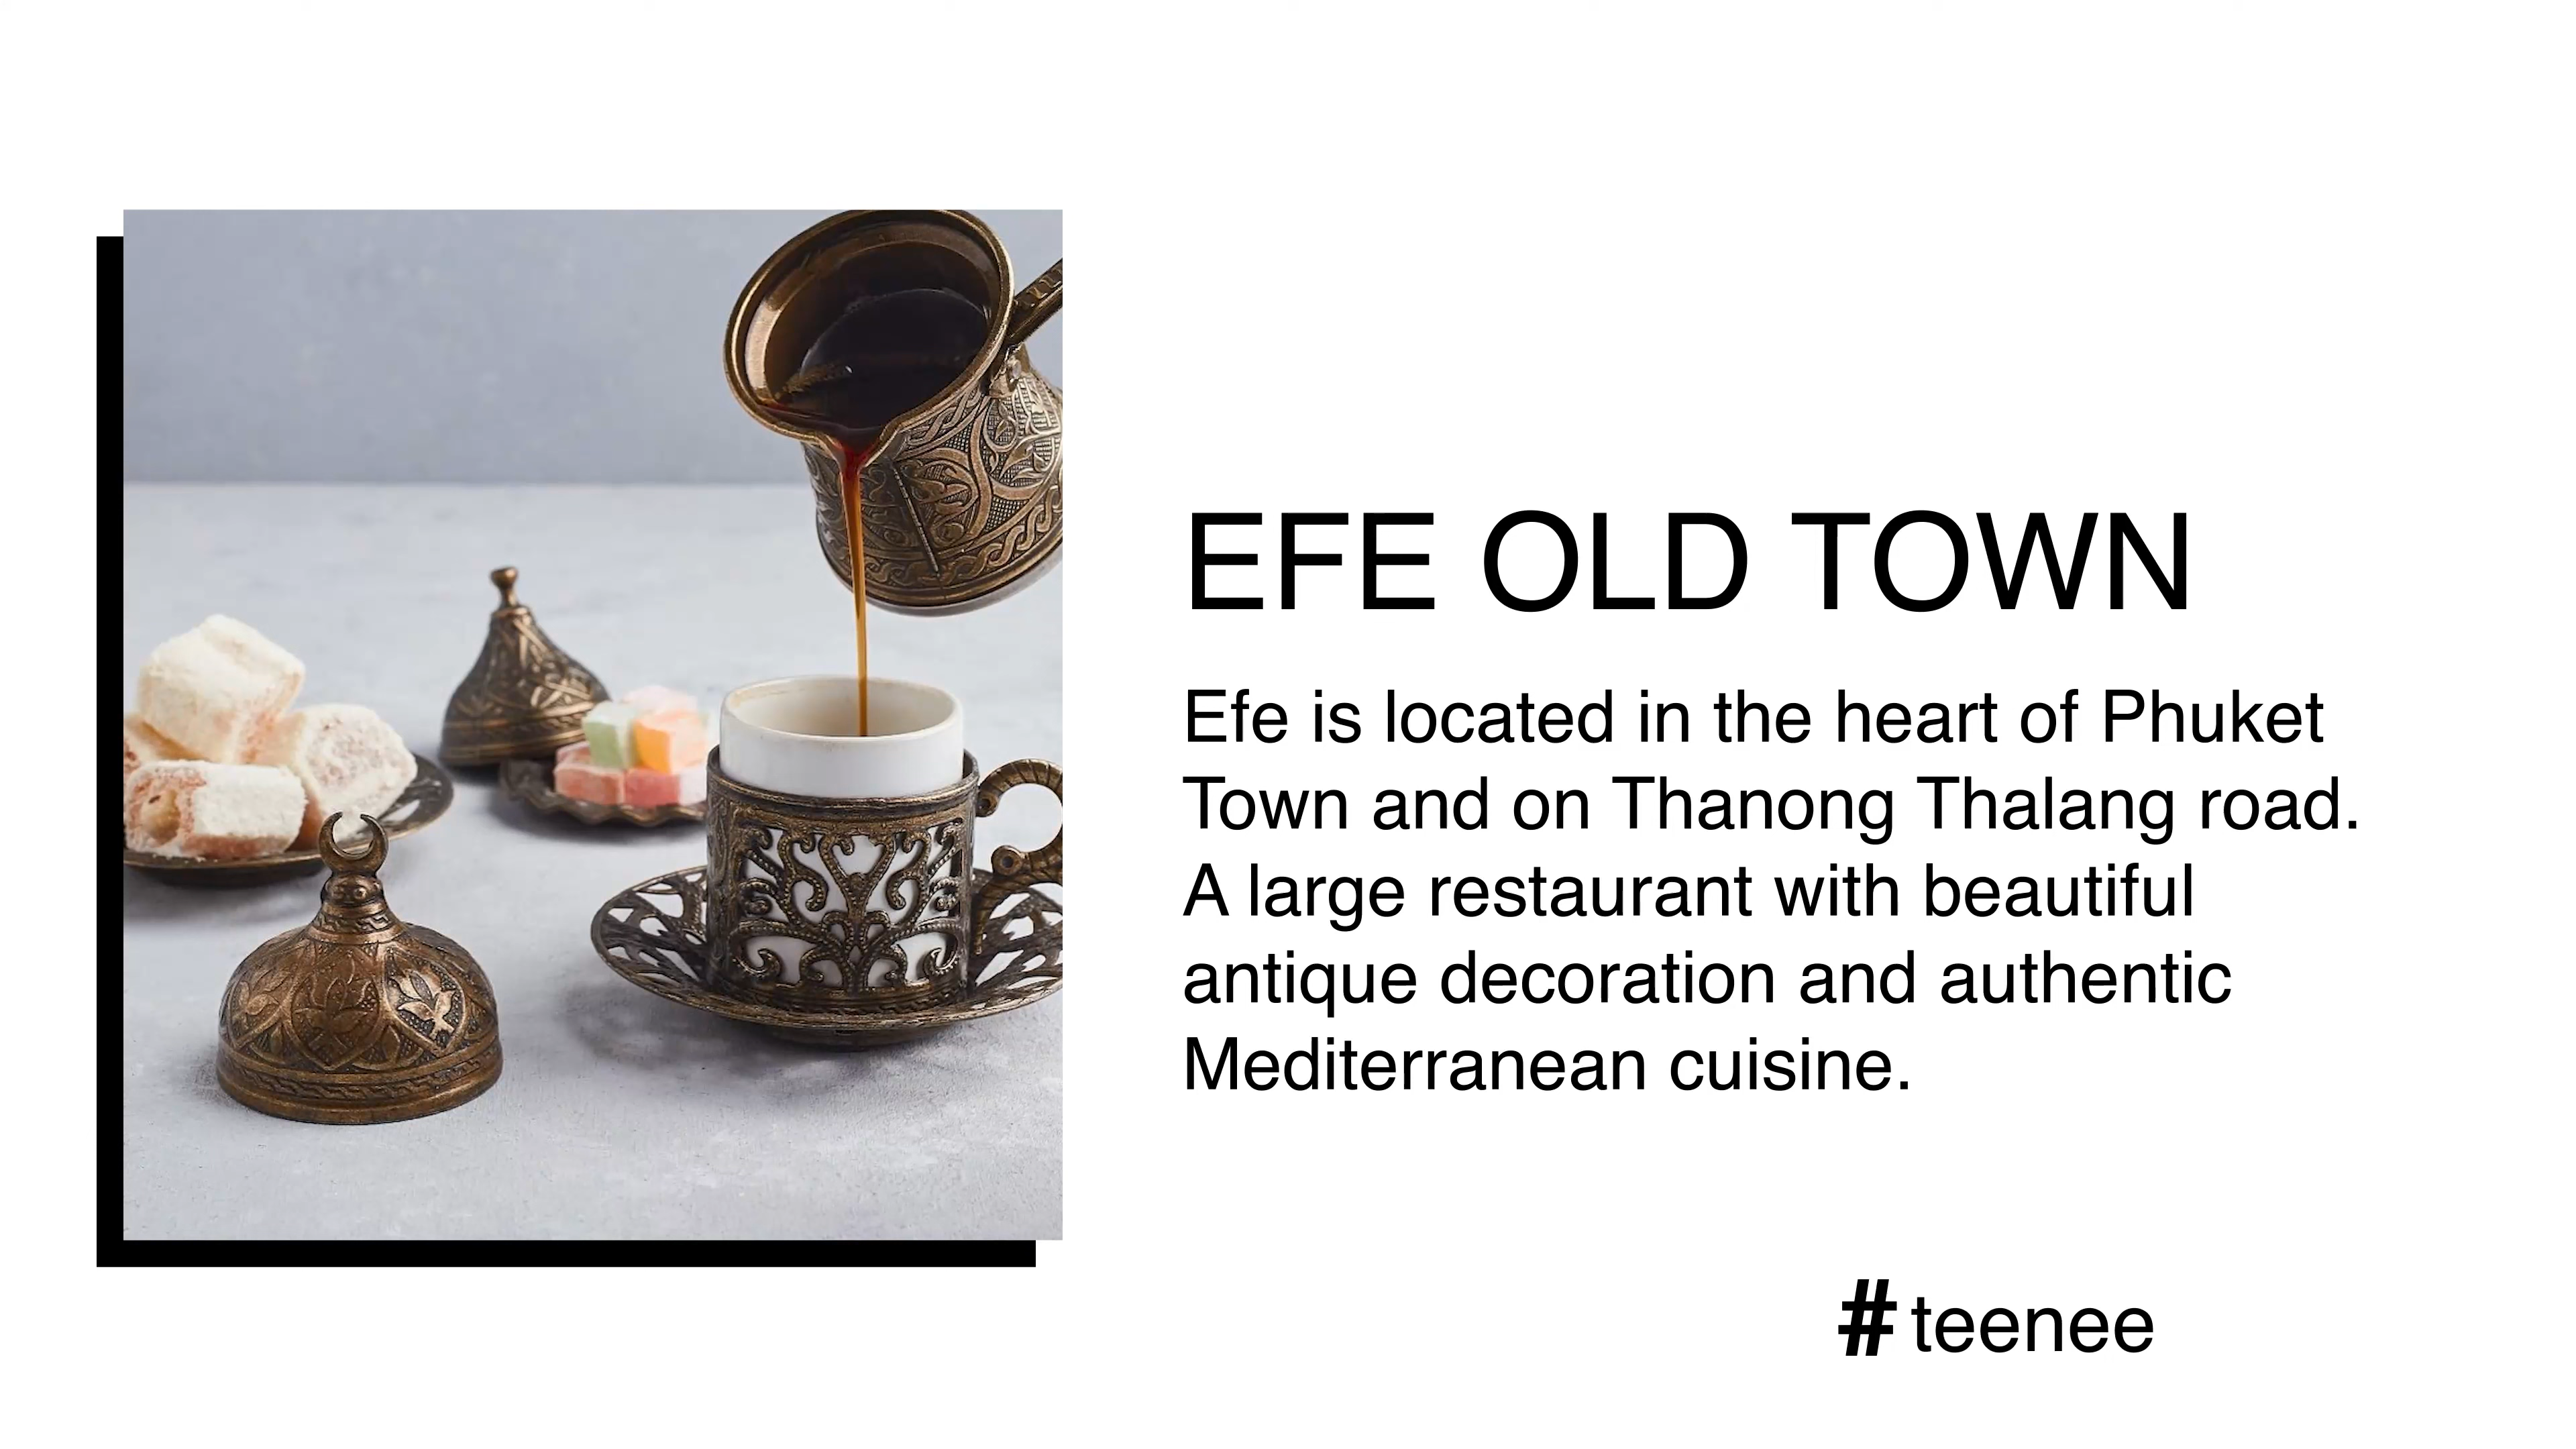 EFE OLD TOWN
Efe is located in the heart of Phuket
Town and on Thanong Thalang road.
A large restaurant with beautiful
antique decoration and authentic
Mediterranean cuisine.
# teenee